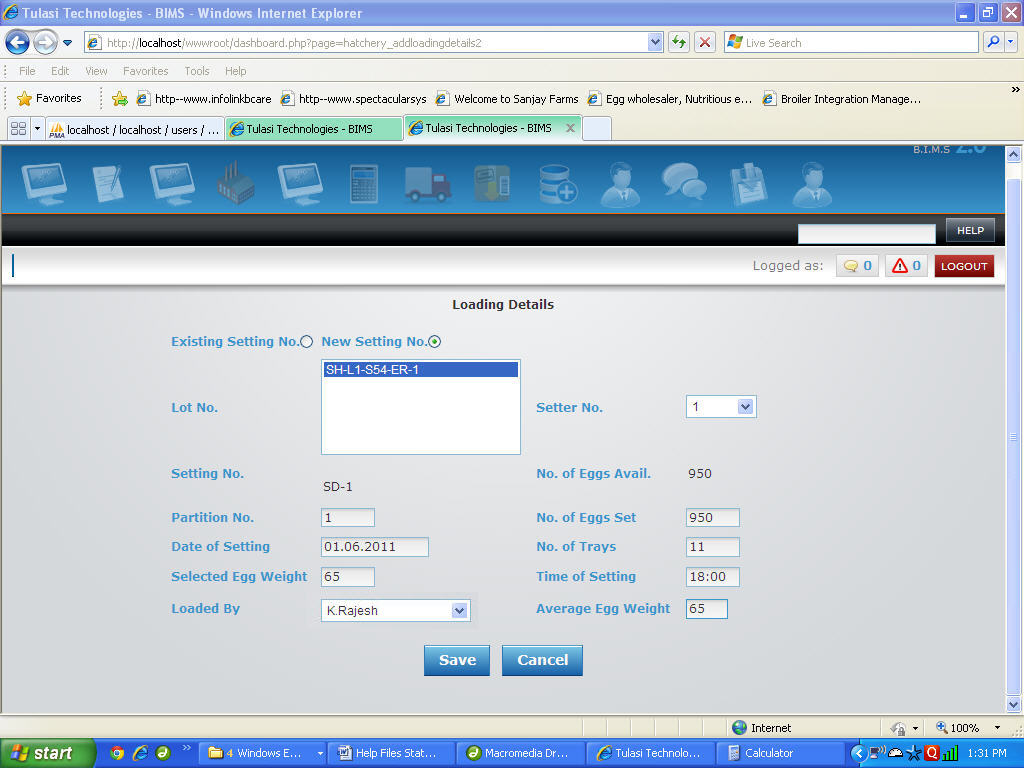 Tulasi Technologies - BIMS - Windows Internet Explorer
http://localhost/wwwroot/dashboard.php?page=hatchery_addloadingdetails2
Live Search
File Edit View Favorites Tools Help
Favorites http--www.infolinkbcare http--www.spectacularsys Welcome to Sanjay Farms Egg wholesaler, Nutritious e... Broiler Integration Manage... »
PMA localhost / localhost / users / ... Tulasi Technologies - BIMS Tulasi Technologies - BIMS
B.I.M.S 2.0
HELP
Logged as: 0 0 LOGOUT
Loading Details
Existing Setting No. New Setting No.
SH-L1-S54-ER-1
Lot No. Setter No. 1
Setting No. SD-1 No. of Eggs Avail. 950
Partition No. 1 No. of Eggs Set 950
Date of Setting 01.06.2011 No. of Trays 11
Selected Egg Weight 65 Time of Setting 18:00
Loaded By K.Rajesh Average Egg Weight 65
Save Cancel
Internet 100%
start » 4 Windows E... Help Files Stat... Macromedia Dr... Tulasi Technolo... Calculator 1:31 PM